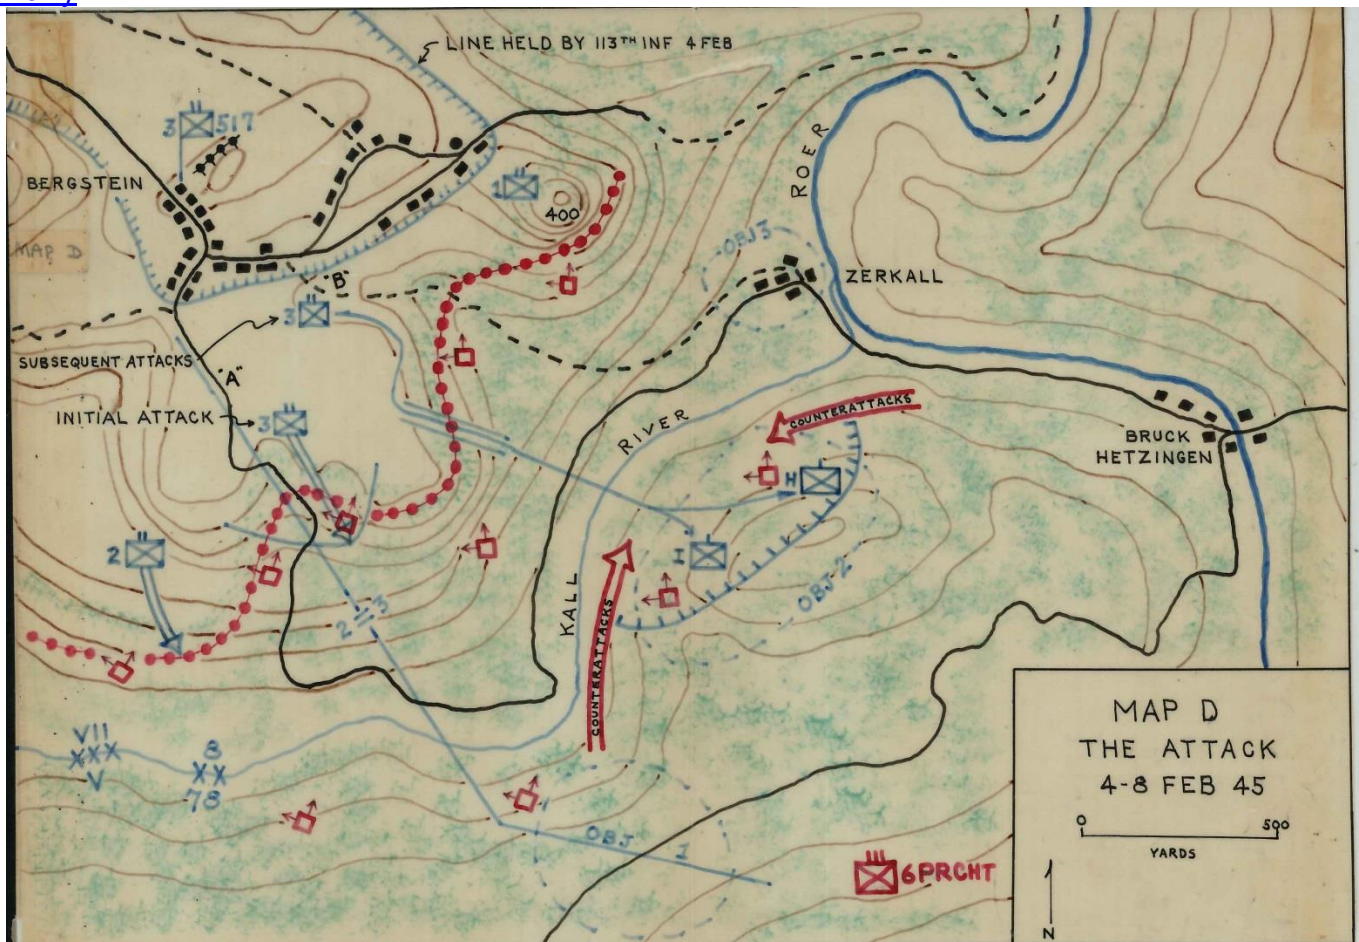 LINE HELD BY 113TH INF 4 FEB
3 517
BERGSTEIN
1
400
ROER
MAP D
OBJ 3
"B"
ZERKALL
3
SUBSEQUENT ATTACKS
"A"
INITIAL ATTACK
3
COUNTERATTACKS
RIVER
BRUCK
HETZINGEN
H
2
I
OBJ-2
KALL
2 3
COUNTERATTACKS
VII
XXX
V
8
XX
78
OBJ 1
6 PRCHT
MAP D
THE ATTACK
4-8 FEB 45
0 500
YARDS
N